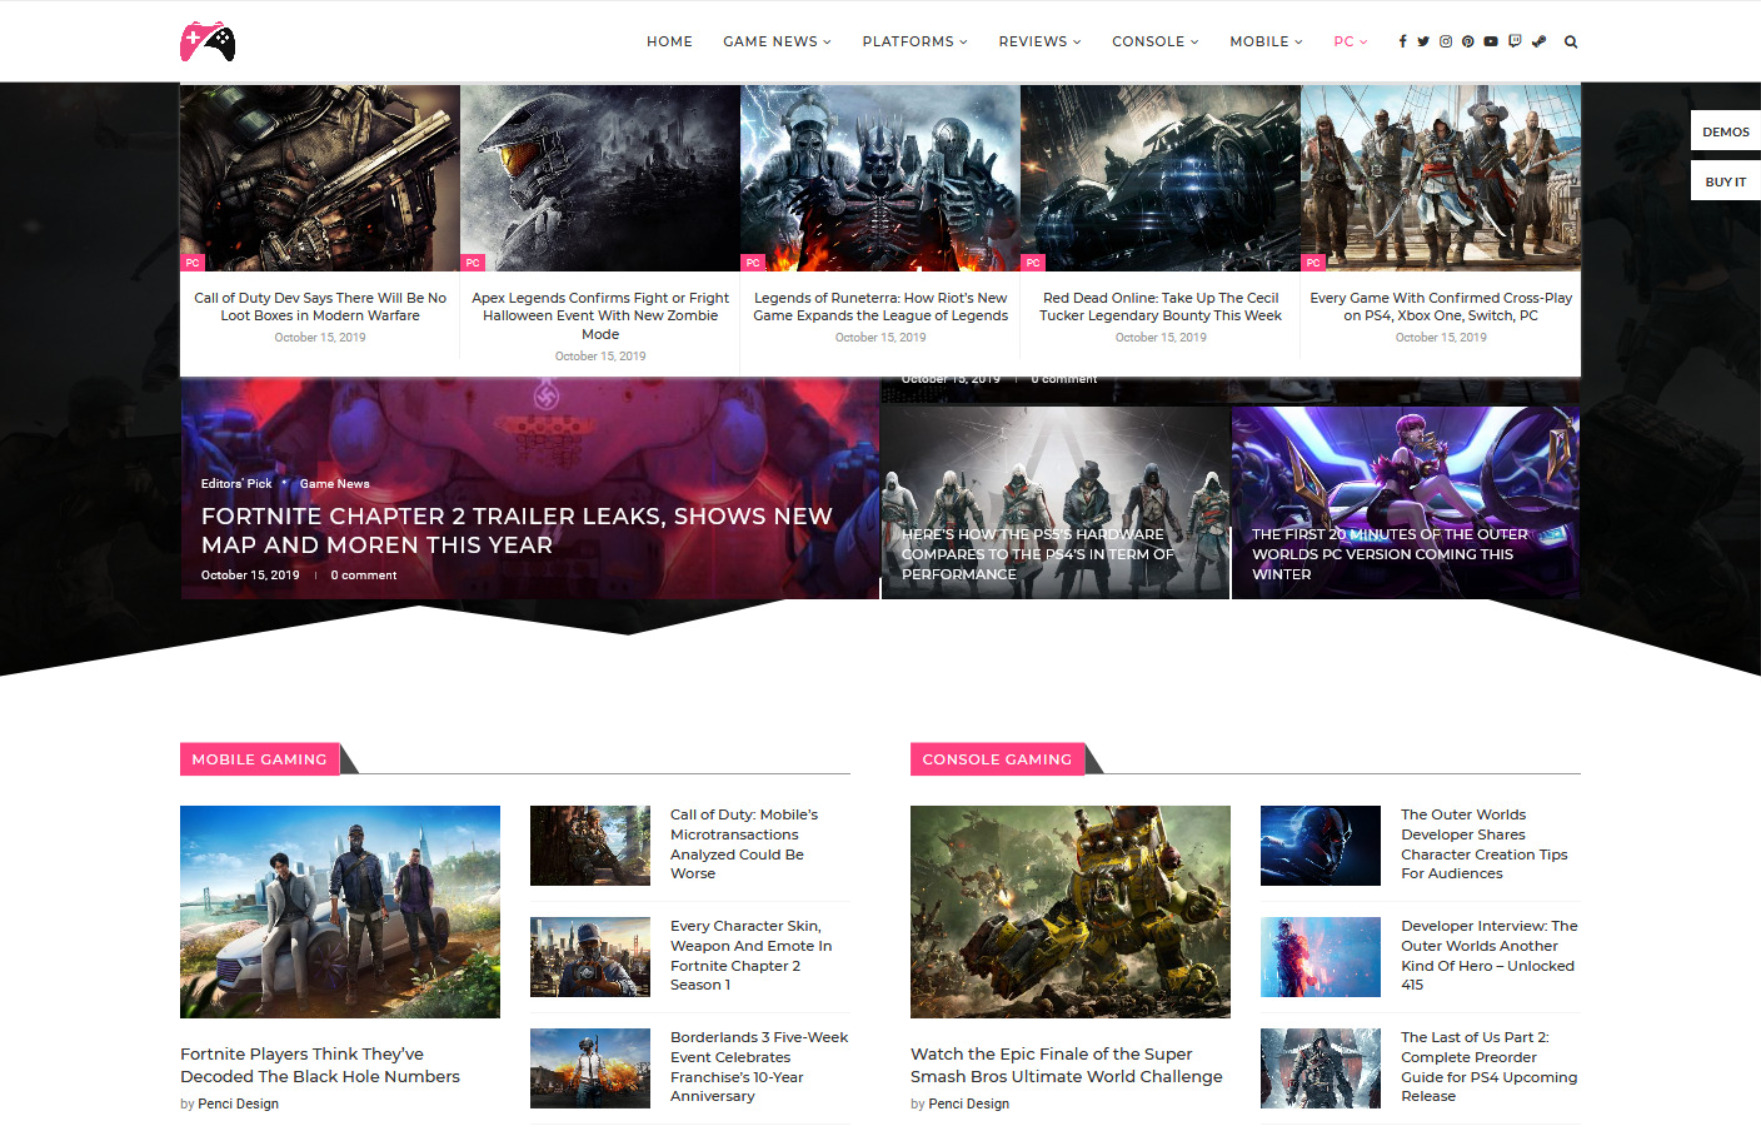 HOME GAME NEWS PLATFORMS REVIEWS CONSOLE MOBILE PC
DEMOS
BUY IT
PC
Call of Duty Dev Says There Will Be No
Loot Boxes in Modern Warfare
October 15, 2019
PC
Apex Legends Confirms Fight or Fright
Halloween Event With New Zombie
Mode
October 15, 2019
PC
Legends of Runeterra: How Riot's New
Game Expands the League of Legends
October 15, 2019
PC
Red Dead Online: Take Up The Cecil
Tucker Legendary Bounty This Week
October 15, 2019
PC
Every Game With Confirmed Cross-Play
on PS4, Xbox One, Switch, PC
October 15, 2019
October 15, 2019 0 comment
Editors' Pick Game News
FORTNITE CHAPTER 2 TRAILER LEAKS, SHOWS NEW
MAP AND MOREN THIS YEAR
October 15, 2019 0 comment
HERE'S HOW THE PS5'S HARDWARE
COMPARES TO THE PS4'S IN TERM OF
PERFORMANCE
THE FIRST 20 MINUTES OF THE OUTER
WORLDS PC VERSION COMING THIS
WINTER
MOBILE GAMING
Fortnite Players Think They've
Decoded The Black Hole Numbers
by Penci Design
Call of Duty: Mobile's
Microtransactions
Analyzed Could Be
Worse
Every Character Skin,
Weapon And Emote In
Fortnite Chapter 2
Season 1
Borderlands 3 Five-Week
Event Celebrates
Franchise's 10-Year
Anniversary
CONSOLE GAMING
Watch the Epic Finale of the Super
Smash Bros Ultimate World Challenge
by Penci Design
The Outer Worlds
Developer Shares
Character Creation Tips
For Audiences
Developer Interview: The
Outer Worlds Another
Kind Of Hero – Unlocked
415
The Last of Us Part 2:
Complete Preorder
Guide for PS4 Upcoming
Release